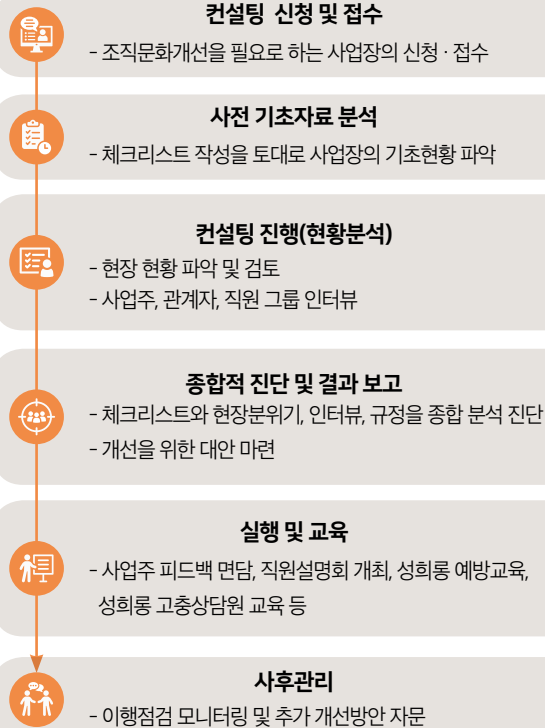 컨설팅 신청 및 접수
- 조직문화개선을 필요로 하는 사업장의 신청 · 접수
사전 기초자료 분석
- 체크리스트 작성을 토대로 사업장의 기초현황 파악
컨설팅 진행(현황분석)
- 현장 현황 파악 및 검토
- 사업주, 관계자, 직원 그룹 인터뷰
종합적 진단 및 결과 보고
- 체크리스트와 현장분위기, 인터뷰, 규정을 종합 분석 진단
- 개선을 위한 대안 마련
실행 및 교육
- 사업주 피드백 면담, 직원설명회 개최, 성희롱 예방교육,
성희롱 고충상담원 교육 등
사후관리
- 이행점검 모니터링 및 추가 개선방안 자문